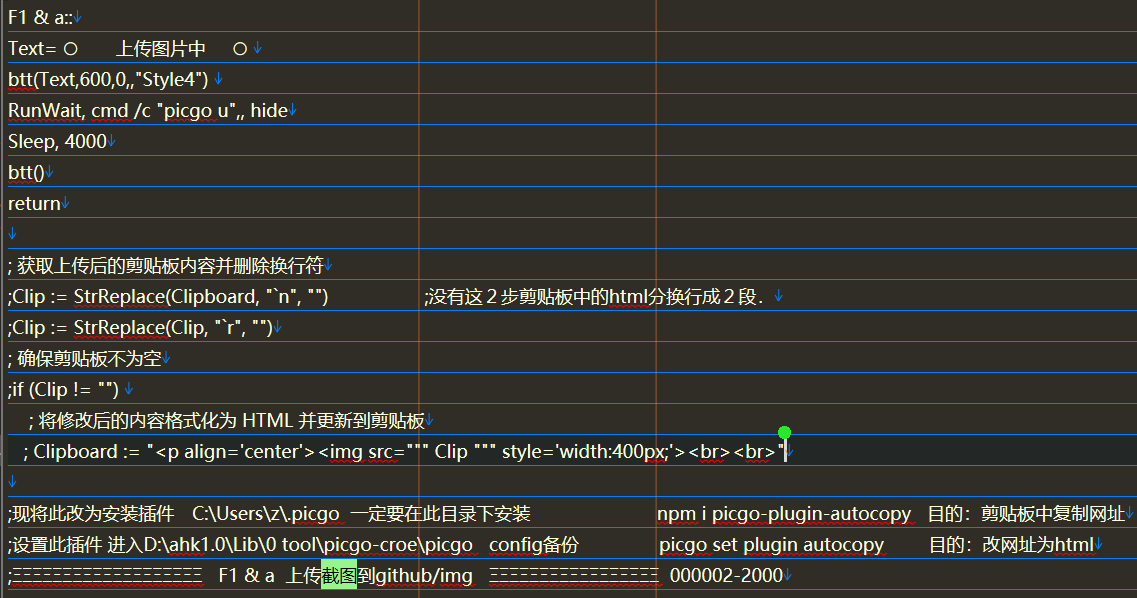 F1 & a::
Text= ○ 上传图片中 ○
btt(Text,600,0,,"Style4")
RunWait, cmd /c "picgo u",, hide
Sleep, 4000
btt()
return
; 获取上传后的剪贴板内容并删除换行符
;Clip := StrReplace(Clipboard, "`n", "") ;没有这２步剪贴板中的html分换行成２段．
;Clip := StrReplace(Clip, "`r", "")
; 确保剪贴板不为空
;if (Clip != "")
; 将修改后的内容格式化为 HTML 并更新到剪贴板
; Clipboard := "<p align='center'><img src=""" Clip """ style='width:400px;'><br><br>"
;现将此改为安装插件 C:\Users\z\.picgo 一定要在此目录下安装 npm i picgo-plugin-autocopy 目的：剪贴板中复制网址
;设置此插件 进入D:\ahk1.0\Lib\0 tool\picgo-croe\picgo config备份 picgo set plugin autocopy 目的：改网址为html
;ΞΞΞΞΞΞΞΞΞΞΞΞΞΞΞΞΞΞ F1 & a 上传截图到github/img ΞΞΞΞΞΞΞΞΞΞΞΞΞΞΞΞ 000002-2000